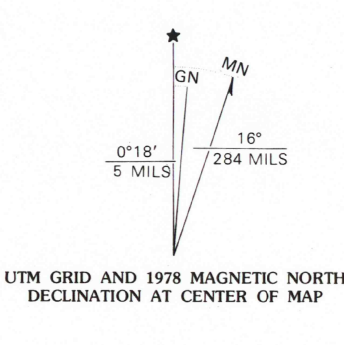 ★
GN
MN
0°18′
5 MILS
16°
284 MILS
UTM GRID AND 1978 MAGNETIC NORTH
DECLINATION AT CENTER OF MAP